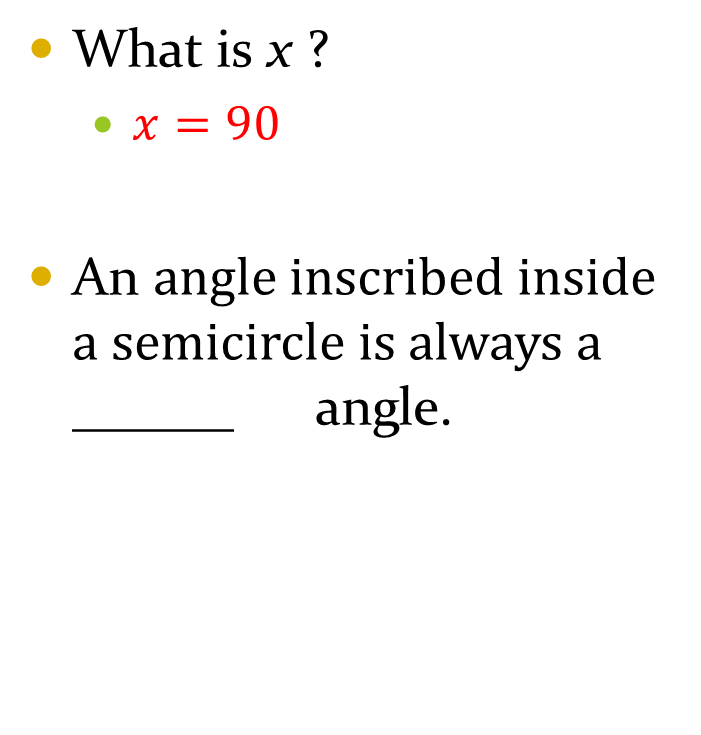 • What is x ?
• x = 90
• An angle inscribed inside
a semicircle is always a
_______ angle.